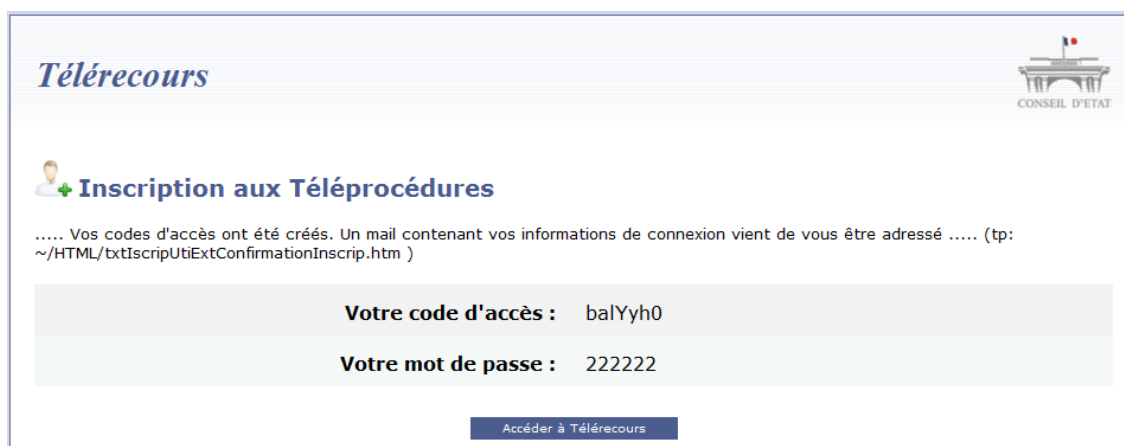 Télérecours
CONSEIL D'ETAT
Inscription aux Téléprocédures
..... Vos codes d'accès ont été créés. Un mail contenant vos informations de connexion vient de vous être adressé ..... (tp:
~/HTML/txtIscripUtiExtConfirmationInscrip.htm )
Votre code d'accès : balYyh0
Votre mot de passe : 222222
Accéder à Télérecours